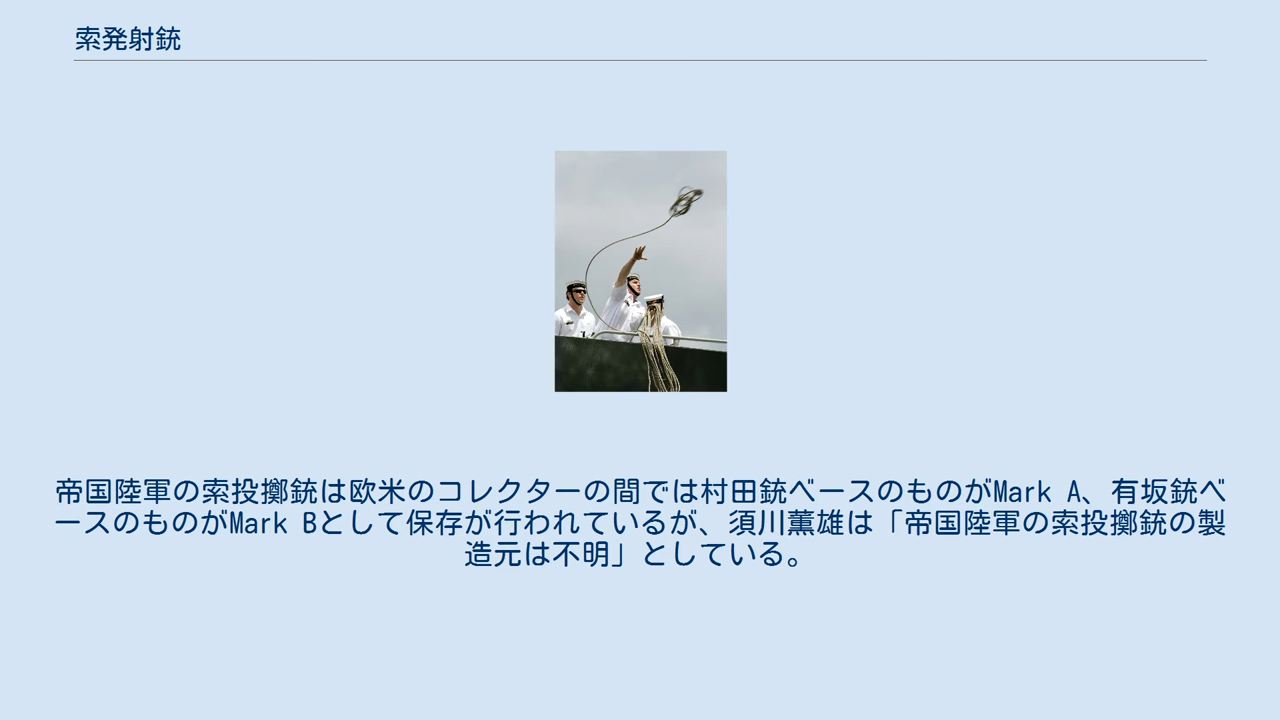 索発射銃
帝国陸軍の索投擲銃は欧米のコレクターの間では村田銃ベースのものがMark A、有坂銃ベ
ースのものがMark Bとして保存が行われているが、須川薫雄は「帝国陸軍の索投擲銃の製
造元は不明」としている。